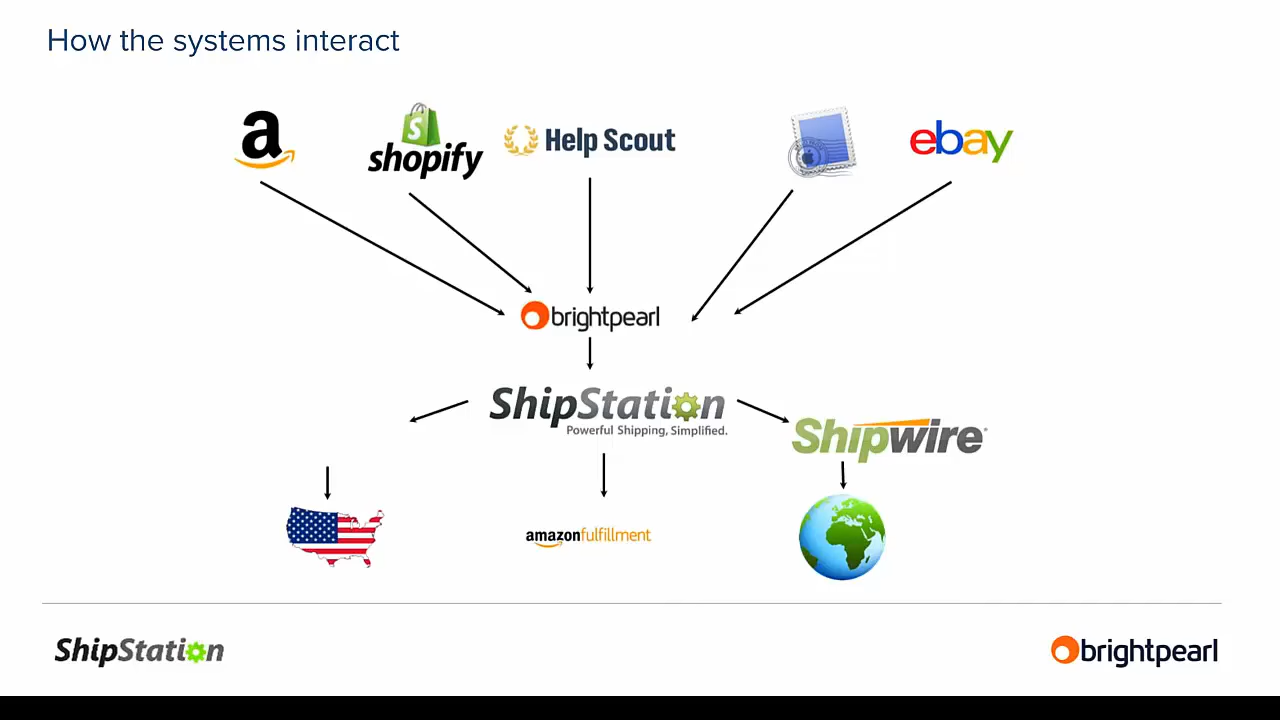 How the systems interact
a
shopify
Help Scout
ebay
brightpearl
ShipStation
Powerful Shipping, Simplified.
Shipwire
amazonfulfillment
ShipStation
brightpearl